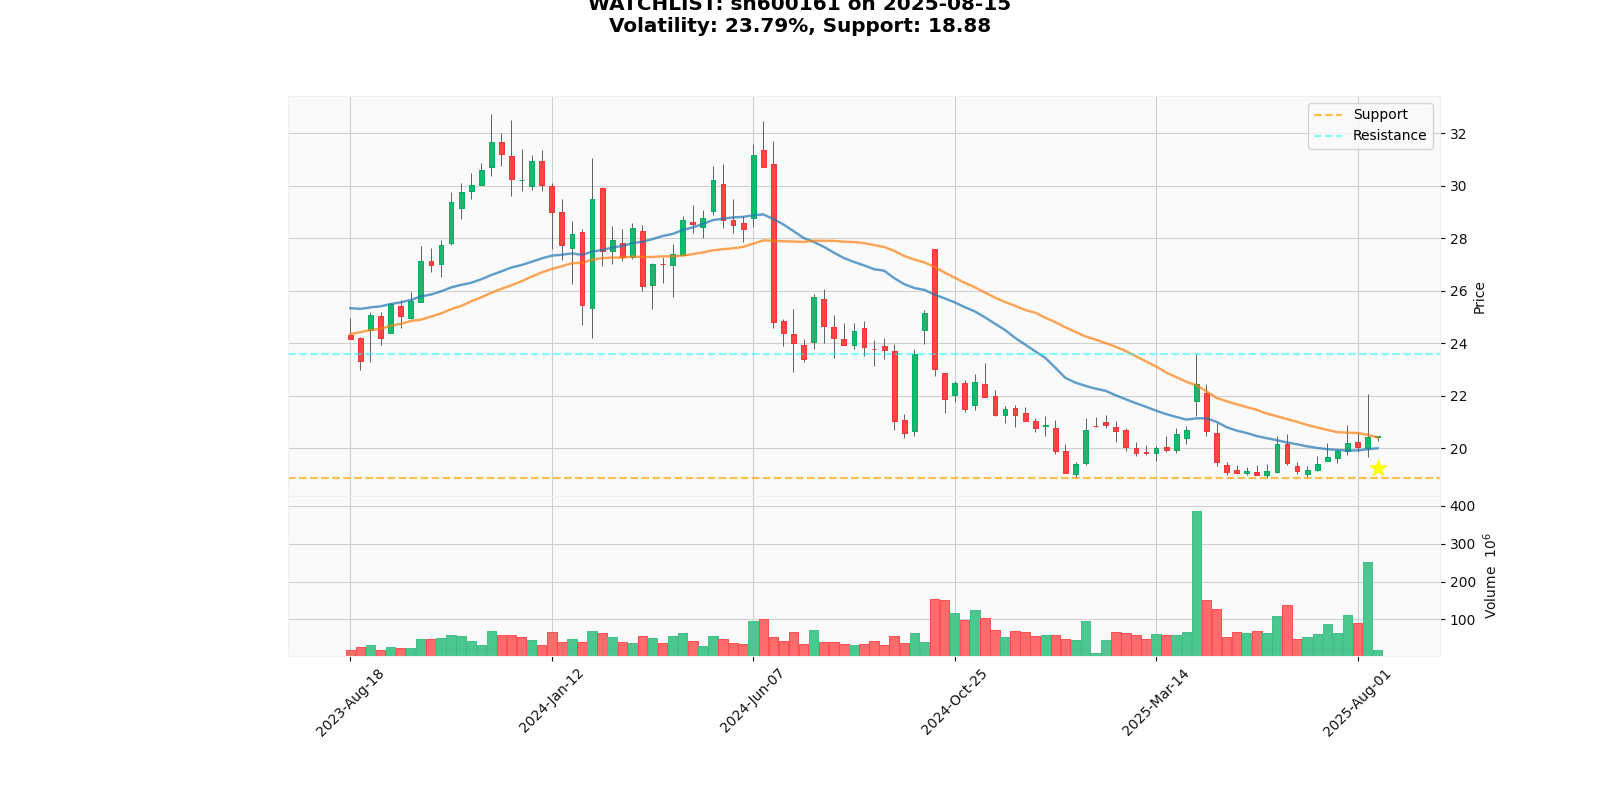 WATCHLIST: sh600161 on 2025-08-15
Volatility: 23.79%, Support: 18.88
Support
Resistance
32
30
28
26
24
22
20
Price
400
300
200
100
Volume 10^6
2023-Aug-18
2024-Jan-12
2024-Jun-07
2024-Oct-25
2025-Mar-14
2025-Aug-01